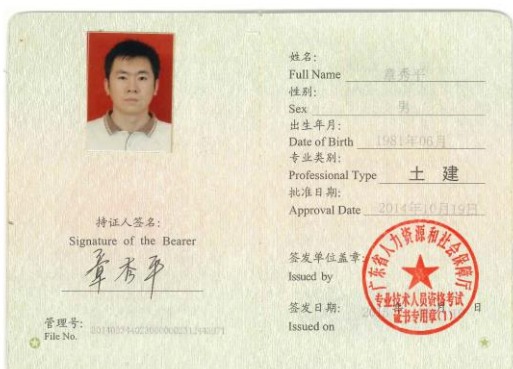 持证人签名:
Signature of the Bearer
章秀平
管理号:
File No.
姓名:
Full Name 章秀平
性别:
Sex 男
出生年月:
Date of Birth 1981年06月
专业类别:
Professional Type 土 建
批准日期:
Approval Date 2014年10月19日
签发单位盖章:
Issued by
广东省人力资源和社会保障厅
专业技术人员资格考试
证书专用章(1)
签发日期:
Issued on